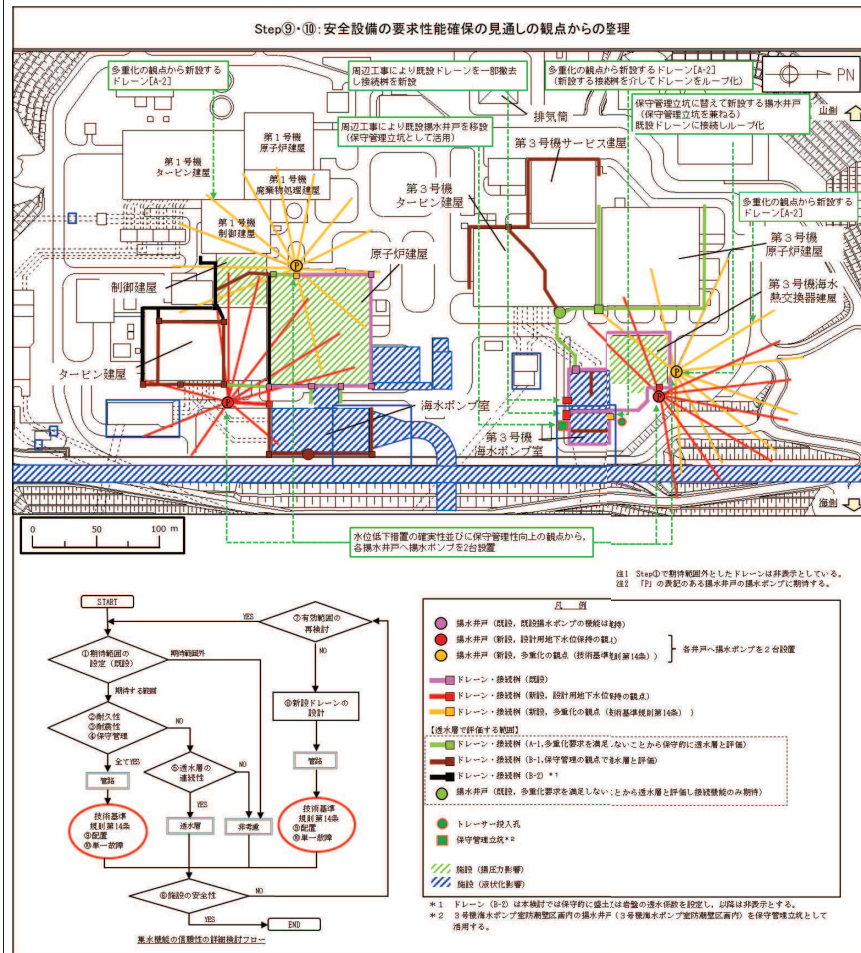 Step⑨・⑩:安全設備の要求性能確保の見通しの観点からの整理
多重化の観点から新設する
ドレーン[A-2]
周辺工事により既設ドレーンを一部撤去
し接続桝を新設
多重化の観点から新設するドレーン[A-2]
(新設する接続桝を介してドレーンをループ化)
PN
山側
保守管理立坑に替えて新設する揚水井戸
(保守管理立坑を兼ねる)
既設ドレーンに接続しループ化
周辺工事により既設揚水井戸を移設
(保守管理立坑として活用)
排気筒
第3号機サービス建屋
第1号機
原子炉建屋
第1号機
タービン建屋
第1号機
廃棄物処理建屋
第3号機
タービン建屋
多重化の観点から新設する
ドレーン[A-2]
第1号機
制御建屋
原子炉建屋
第3号機
原子炉建屋
制御建屋
第3号機海水
熱交換器建屋
P
P
P
P
タービン建屋
海水ポンプ室
第3号機
海水ポンプ室
海側
0 50 100 m
水位低下措置の確実性並びに保守管理性向上の観点から,
各揚水井戸へ揚水ポンプを2台設置
注1 Step①で期待範囲外としたドレーンは非表示としている。
注2 「P」の表記のある揚水井戸の揚水ポンプに期待する。
START
YES
⑦有効範囲の
再検討
NO
①期待範囲の
設定(既設)
期待範囲外
期待する範囲
②耐久性
③耐震性
④保守管理
NO
全てYES
管路
⑤透水層の
連続性
NO
YES
透水層
非考慮
⑧新設ドレーンの
設計
管路
技術基準
規則第14条
⑨配置
⑩単一故障
技術基準
規則第14条
⑨配置
⑩単一故障
⑥施設の安全性
NO
YES
END
集水機能の信頼性の詳細検討フロー
凡 例
揚水井戸(既設,既設揚水ポンプの機能は維持)
揚水井戸(新設,設計用地下水位保持の観点)
揚水井戸(新設,多重化の観点(技術基準規則第14条))
各井戸へ揚水ポンプを2台設置
ドレーン・接続桝(既設)
ドレーン・接続桝(新設,設計用地下水位保持の観点)
ドレーン・接続桝(新設,多重化の観点(技術基準規則第14条))
【透水層で評価する範囲】
ドレーン・接続桝(A-1,多重化要求を満足しないことから保守的に透水層と評価)
ドレーン・接続桝(B-1,保守管理の観点で透水層と評価)
ドレーン・接続桝(B-2)*1
揚水井戸(既設,多重化要求を満足しないことから透水層と評価し接続機能のみ期待)
トレーサー投入孔
保守管理立坑*2
施設(揚圧力影響)
施設(液状化影響)
*1 ドレーン(B-2)は本検討では保守的に盛土又は岩盤の透水係数を設定し,以降は非表示とする。
*2 3号機海水ポンプ室防潮壁区画内の揚水井戸(3号機海水ポンプ室防潮壁区画内)を保守管理立坑として
活用する。